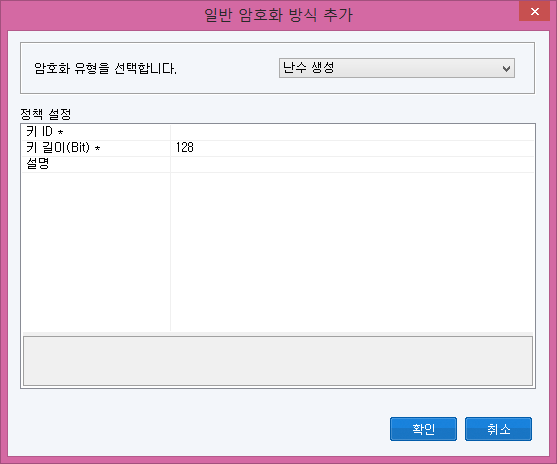 일반 암호화 방식 추가
암호화 유형을 선택합니다.
난수 생성
정책 설정
키 ID *
키 길이(Bit) * 128
설명
확인 취소